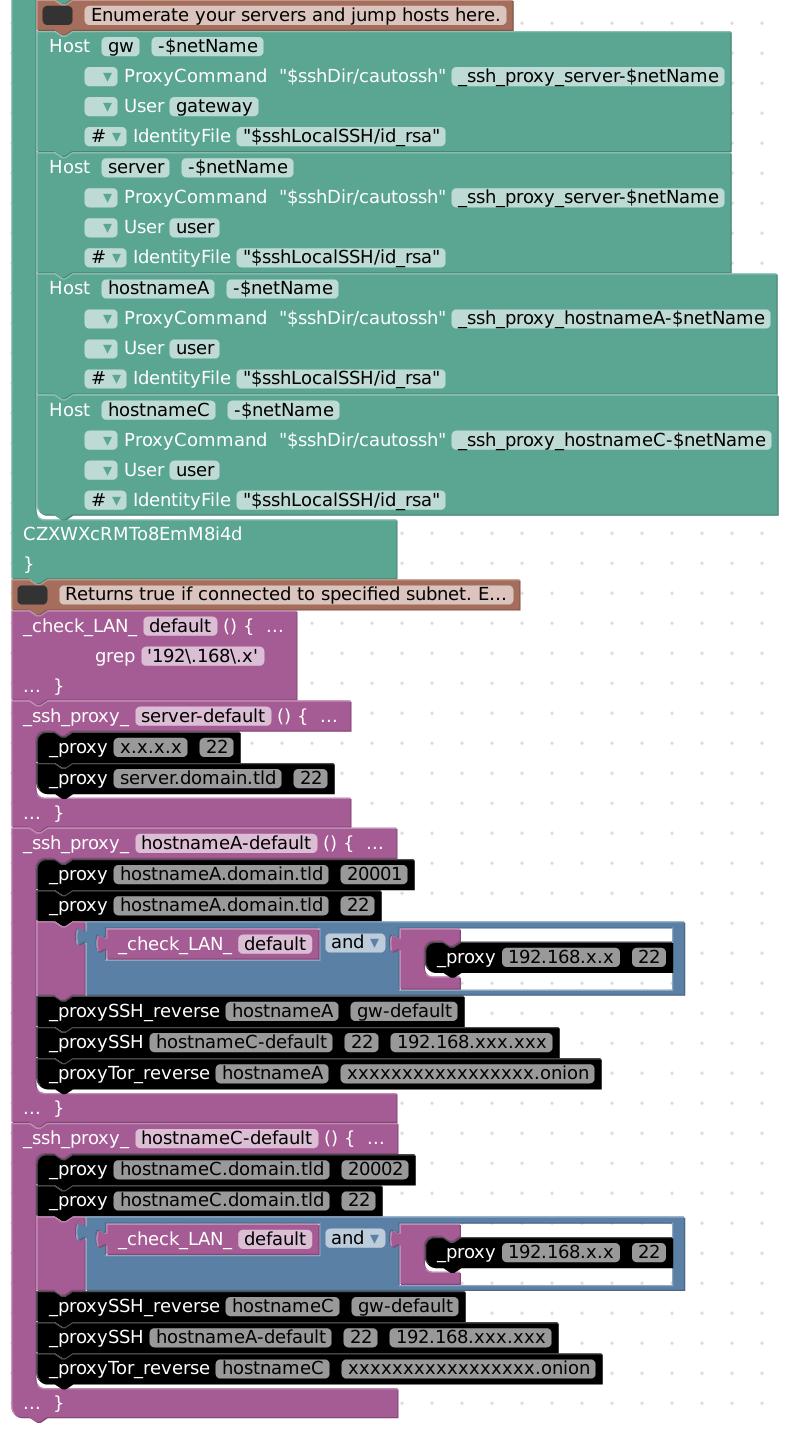 Enumerate your servers and jump hosts here.
Host gw -$netName
ProxyCommand "$sshDir/cautossh" _ssh_proxy_server-$netName
User gateway
# IdentityFile "$sshLocalSSH/id_rsa"
Host server -$netName
ProxyCommand "$sshDir/cautossh" _ssh_proxy_server-$netName
User user
# IdentityFile "$sshLocalSSH/id_rsa"
Host hostnameA -$netName
ProxyCommand "$sshDir/cautossh" _ssh_proxy_hostnameA-$netName
User user
# IdentityFile "$sshLocalSSH/id_rsa"
Host hostnameC -$netName
ProxyCommand "$sshDir/cautossh" _ssh_proxy_hostnameC-$netName
User user
# IdentityFile "$sshLocalSSH/id_rsa"
CZXWXcRMTo8EmM8i4d
}
Returns true if connected to specified subnet. E...
_check_LAN_ default () { ...
grep '192\.168\.x'
... }
_ssh_proxy_ server-default () { ...
_proxy x.x.x.x 22
_proxy server.domain.tld 22
... }
_ssh_proxy_ hostnameA-default () { ...
_proxy hostnameA.domain.tld 20001
_proxy hostnameA.domain.tld 22
_check_LAN_ default and _proxy 192.168.x.x 22
_proxySSH_reverse hostnameA gw-default
_proxySSH hostnameC-default 22 192.168.xxx.xxx
_proxyTor_reverse hostnameA xxxxxxxxxxxxxxxxx.onion
... }
_ssh_proxy_ hostnameC-default () { ...
_proxy hostnameC.domain.tld 20002
_proxy hostnameC.domain.tld 22
_check_LAN_ default and _proxy 192.168.x.x 22
_proxySSH_reverse hostnameC gw-default
_proxySSH hostnameA-default 22 192.168.xxx.xxx
_proxyTor_reverse hostnameC xxxxxxxxxxxxxxxxx.onion
... }